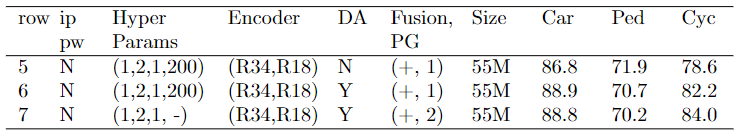 row ip Hyper Encoder DA Fusion, Size Car Ped Cyc
pw Params PG
5 N (1,2,1,200) (R34,R18) N (+, 1) 55M 86.8 71.9 78.6
6 N (1,2,1,200) (R34,R18) Y (+, 1) 55M 88.9 70.7 82.2
7 N (1,2,1, -) (R34,R18) Y (+, 2) 55M 88.8 70.2 84.0